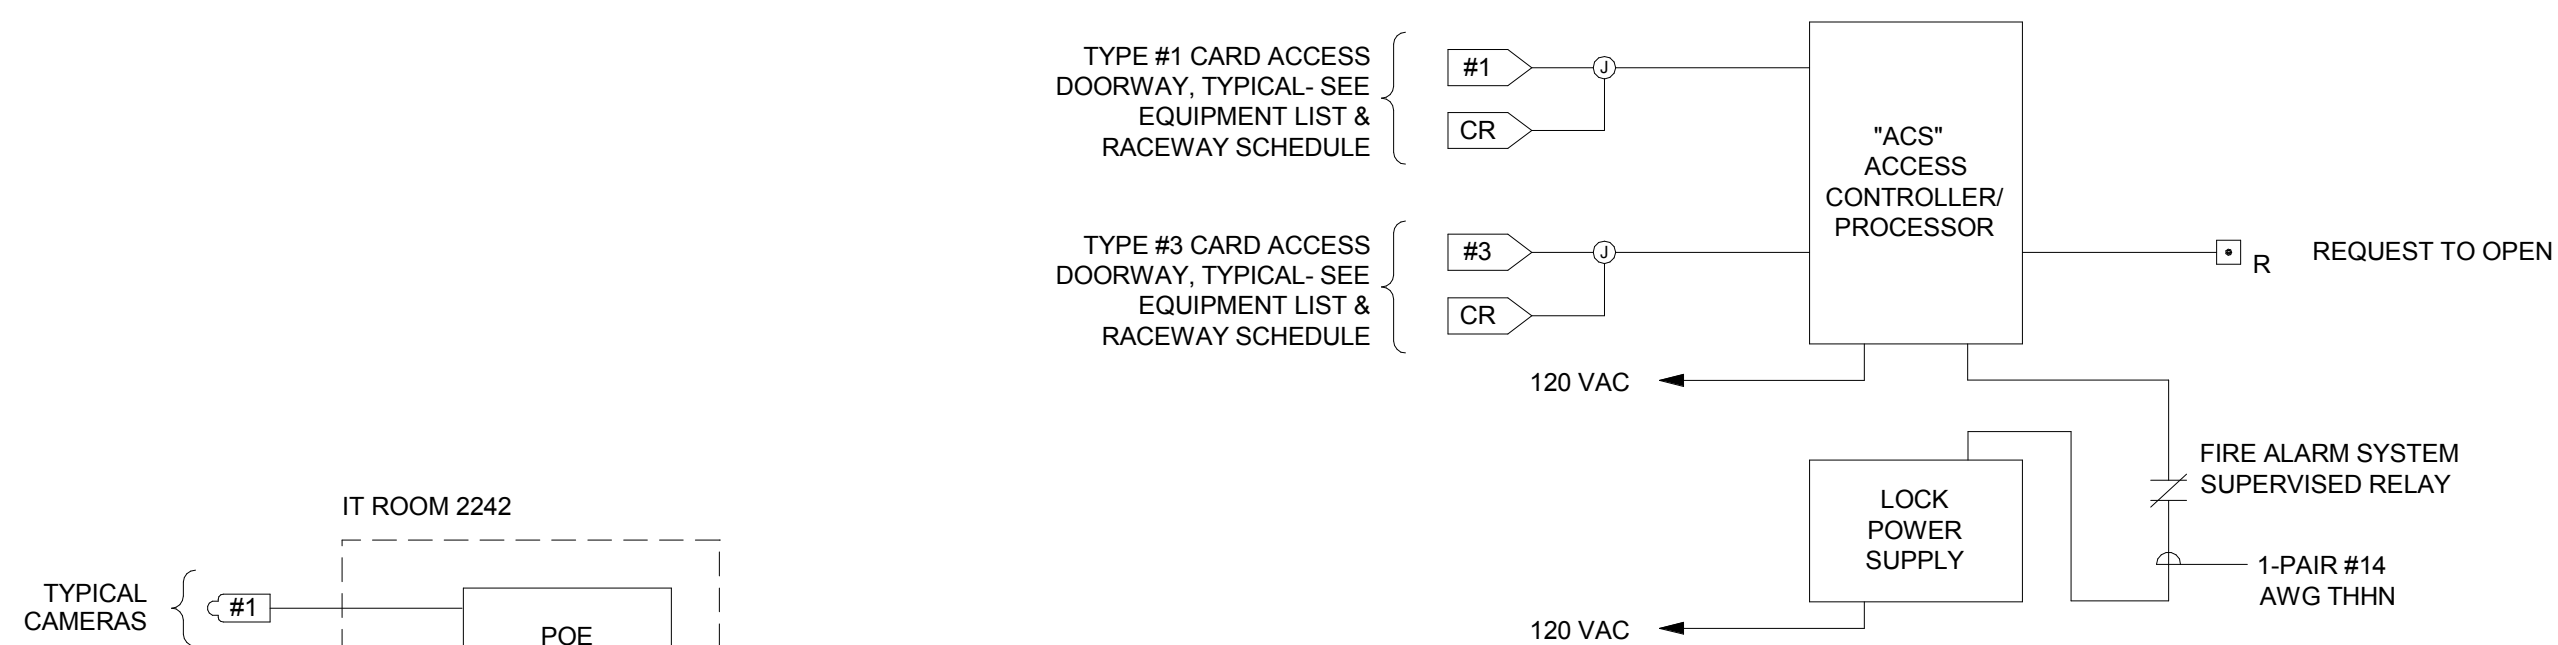 TYPE #1 CARD ACCESS
DOORWAY, TYPICAL- SEE
EQUIPMENT LIST &
RACEWAY SCHEDULE
#1
J
CR
"ACS"
ACCESS
CONTROLLER/
PROCESSOR
TYPE #3 CARD ACCESS
DOORWAY, TYPICAL- SEE
EQUIPMENT LIST &
RACEWAY SCHEDULE
#3
J
CR
R
REQUEST TO OPEN
120 VAC
FIRE ALARM SYSTEM
SUPERVISED RELAY
LOCK
POWER
SUPPLY
1-PAIR #14
AWG THHN
120 VAC
IT ROOM 2242
TYPICAL
CAMERAS
#1
POE